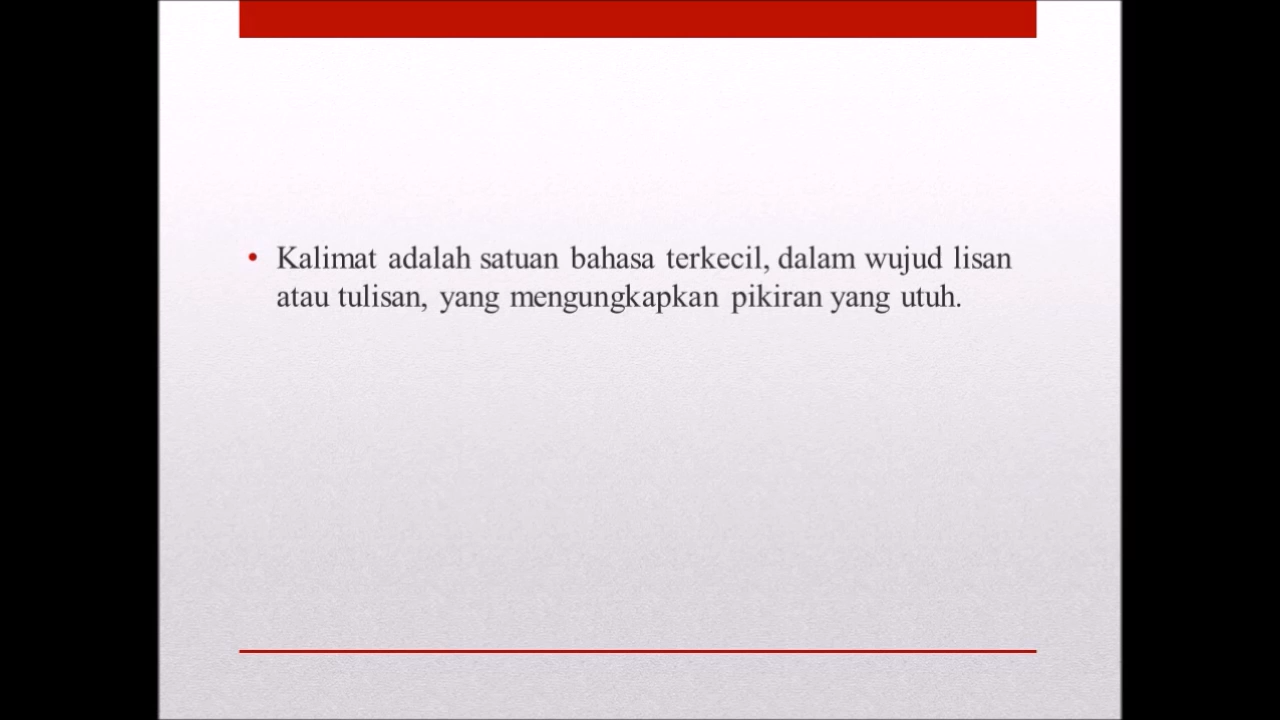 • Kalimat adalah satuan bahasa terkecil, dalam wujud lisan
atau tulisan, yang mengungkapkan pikiran yang utuh.